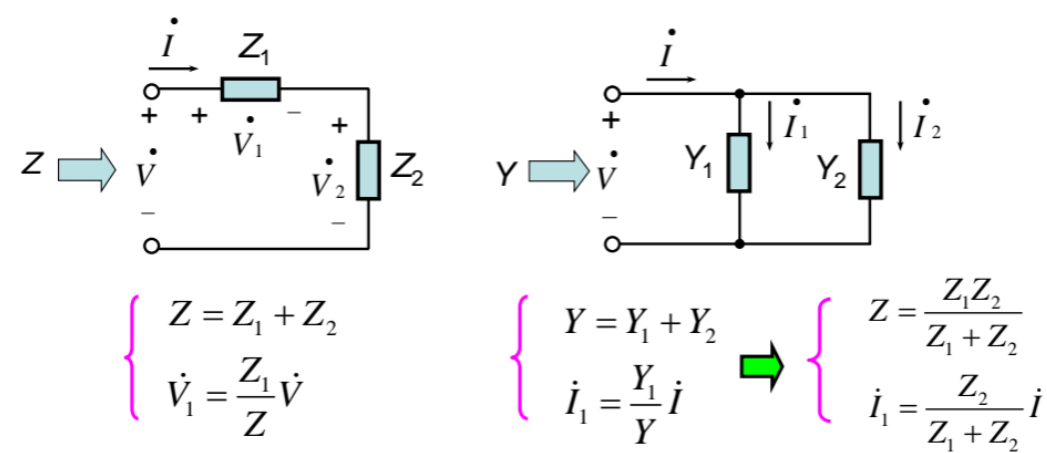 İ Z₁
+ + V̇₁ −
Z V̇
+ V̇₂ − Z₂
−
İ
+
Y V̇
−
Y₁ İ₁
Y₂ İ₂
Z = Z₁ + Z₂
V̇₁ = Z₁/Z V̇
Y = Y₁ + Y₂
İ₁ = Y₁/Y İ
Z = Z₁Z₂/(Z₁ + Z₂)
İ₁ = Z₂/(Z₁ + Z₂) İ